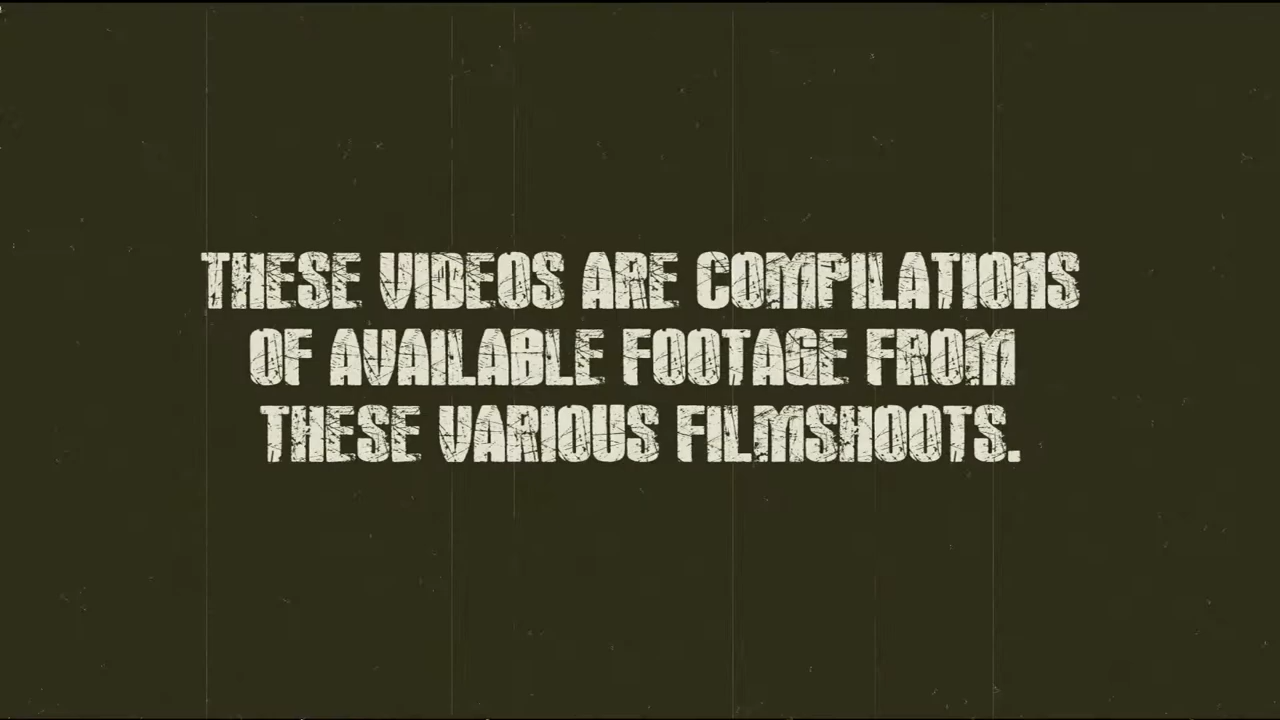 THESE VIDEOS ARE COMPILATIONS
OF AVAILABLE FOOTAGE FROM
THESE VARIOUS FILMSHOOTS.